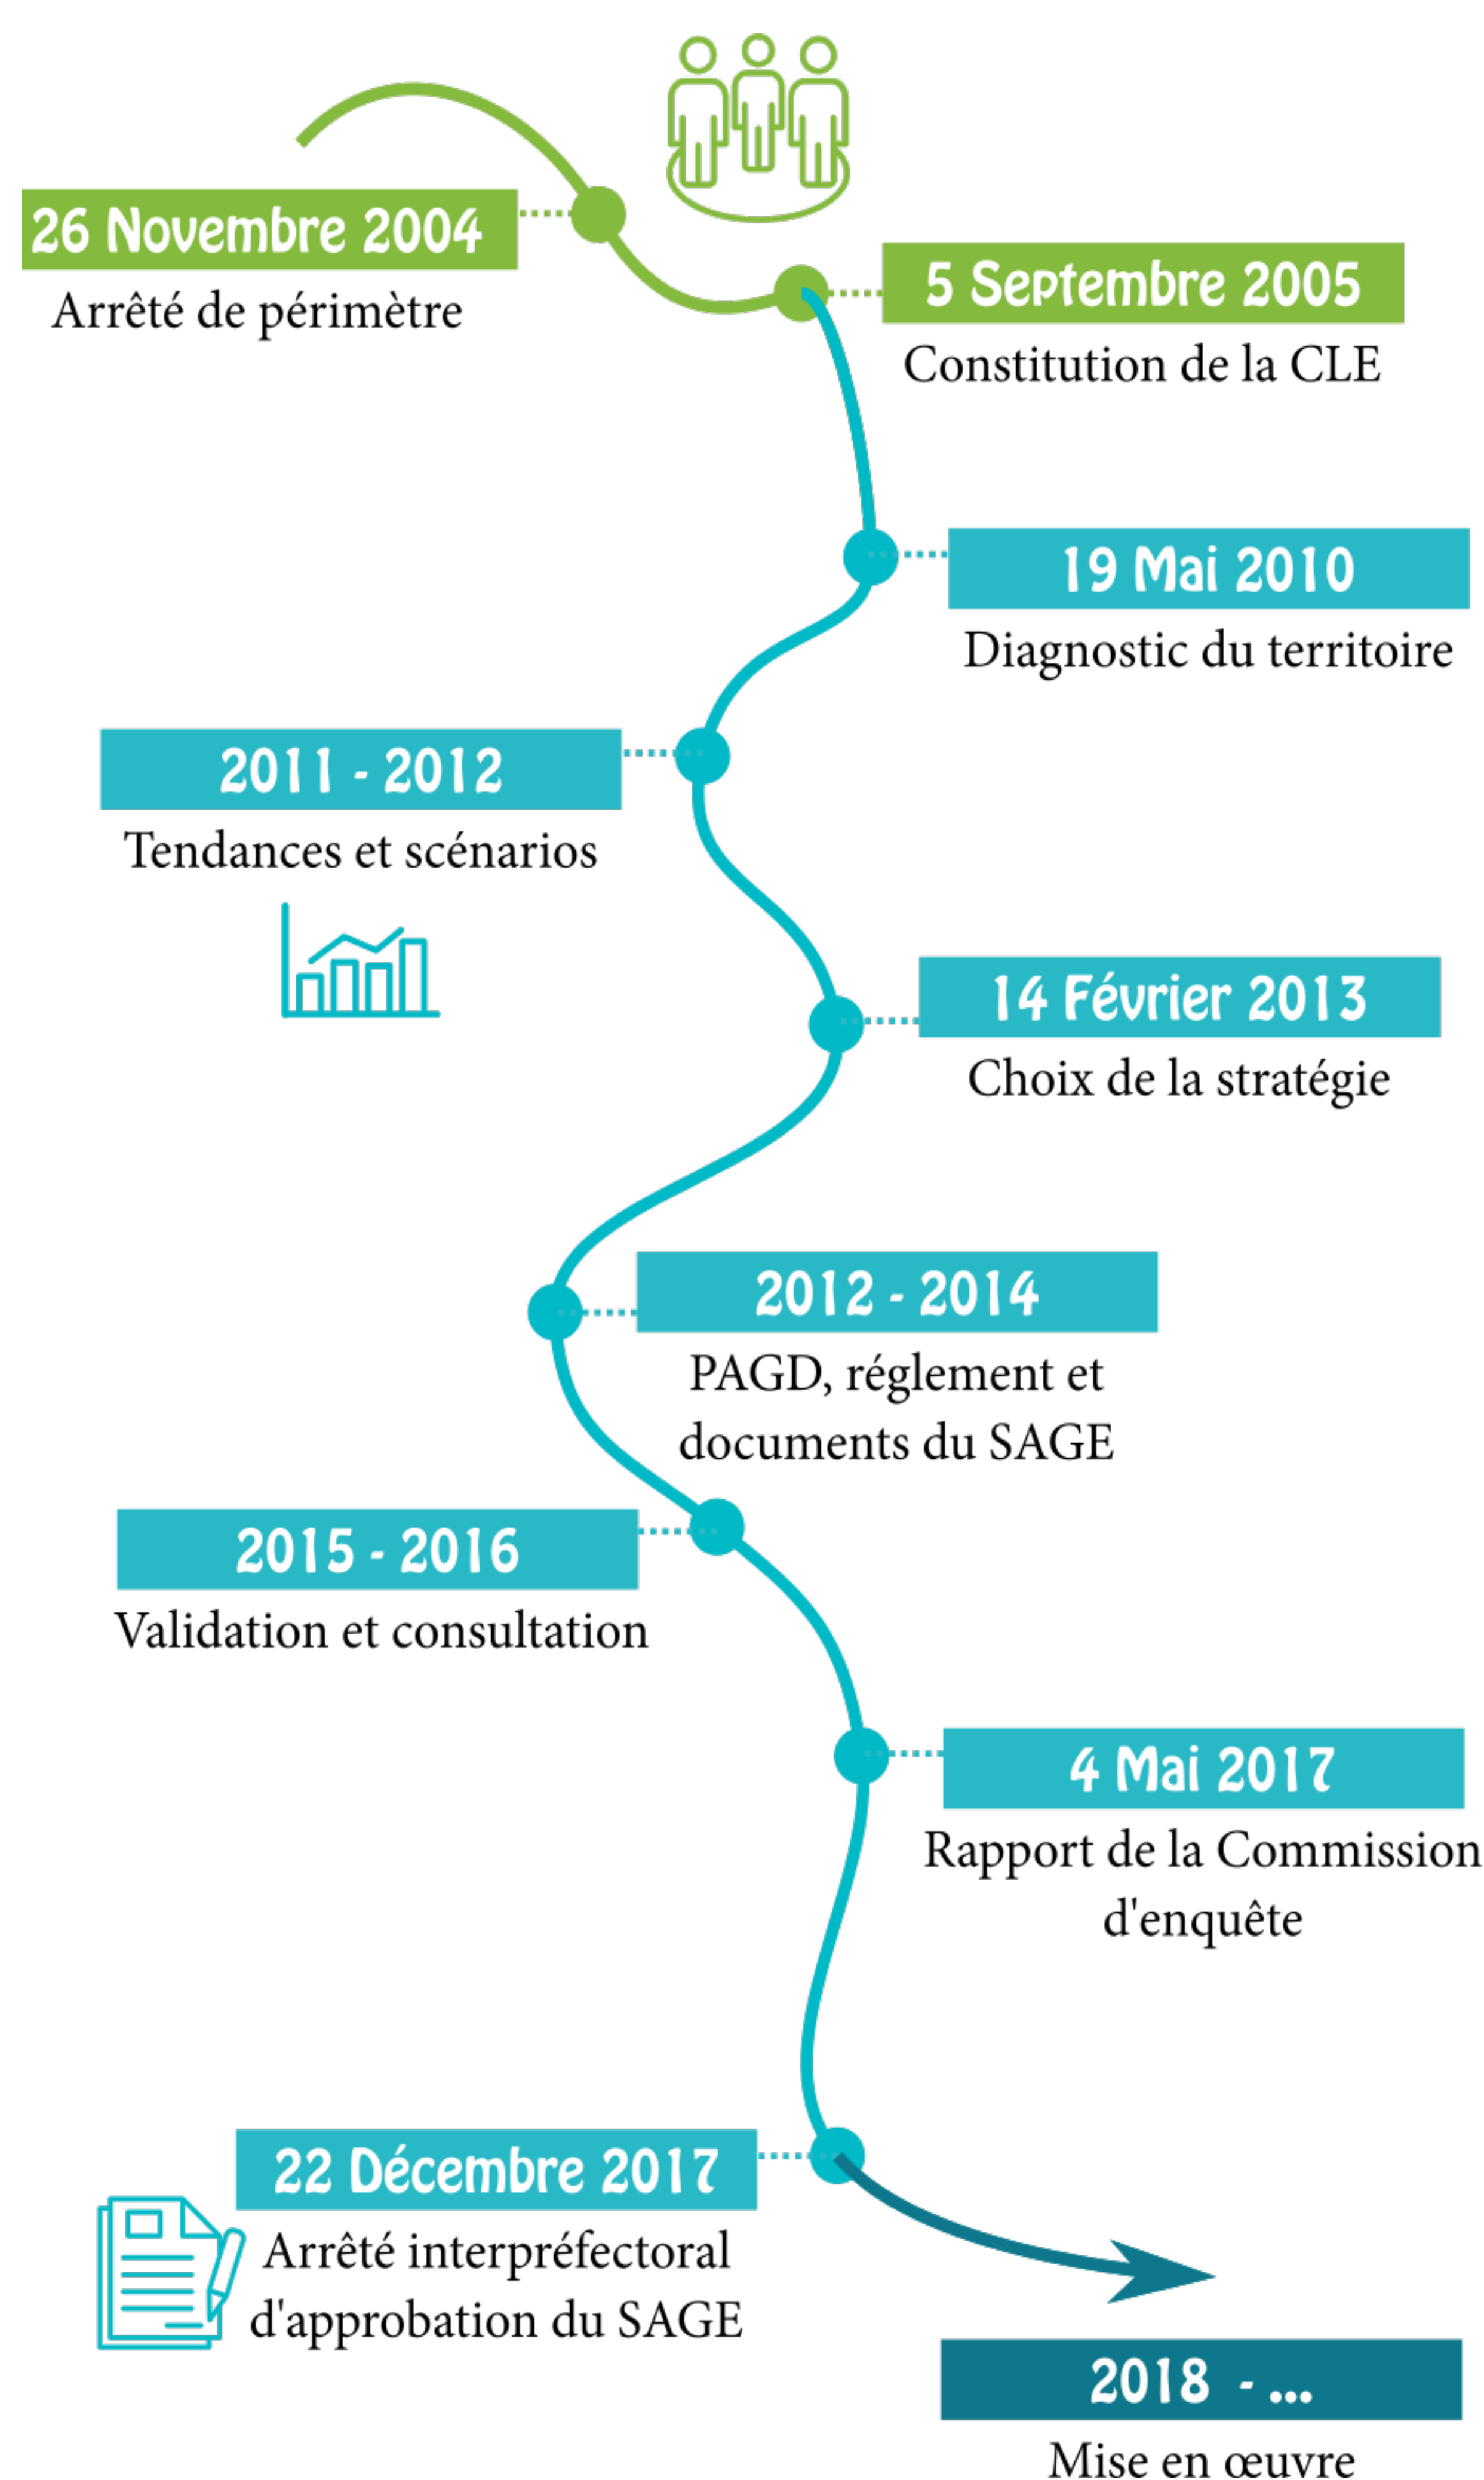 26 Novembre 2004
Arrêté de périmètre
5 Septembre 2005
Constitution de la CLE
19 Mai 2010
Diagnostic du territoire
2011 - 2012
Tendances et scénarios
14 Février 2013
Choix de la stratégie
2012 - 2014
PAGD, réglement et
documents du SAGE
2015 - 2016
Validation et consultation
4 Mai 2017
Rapport de la Commission
d'enquête
22 Décembre 2017
Arrêté interpréfectoral
d'approbation du SAGE
2018 - ...
Mise en œuvre